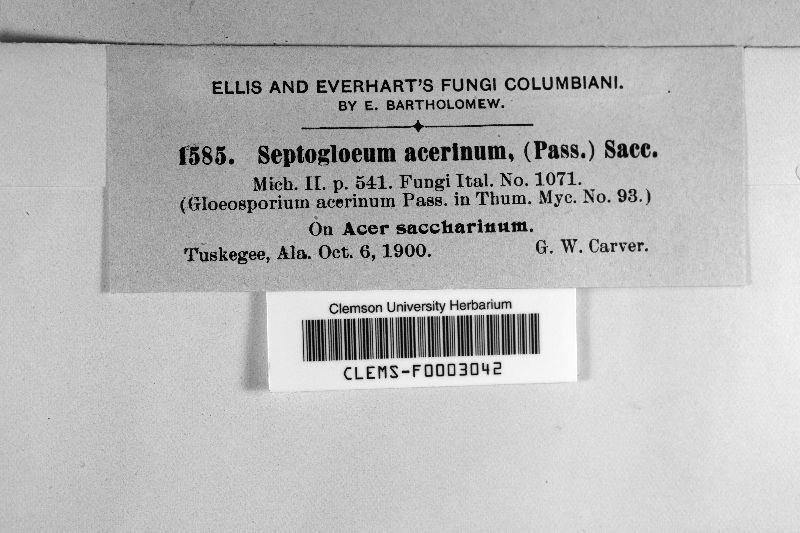 ELLIS AND EVERHART'S FUNGI COLUMBIANI.
BY E. BARTHOLOMEW.
1585. Septogloeum acerinum, (Pass.) Sacc.
Mich. II. p. 541. Fungi Ital. No. 1071.
(Gloeosporium acerinum Pass. in Thum. Myc. No. 93.)
On Acer saccharinum.
Tuskegee, Ala. Oct. 6, 1900. G. W. Carver.
Clemson University Herbarium
CLEMS-F0003042